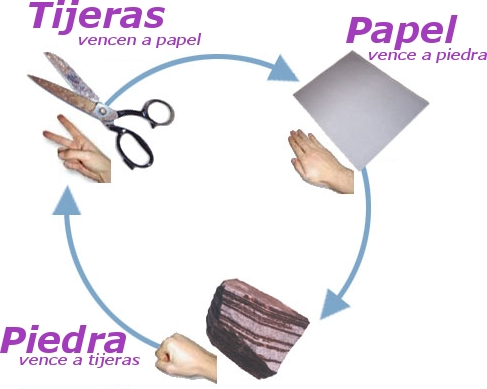 Tijeras
vencen a papel
Papel
vence a piedra
Piedra
vence a tijeras